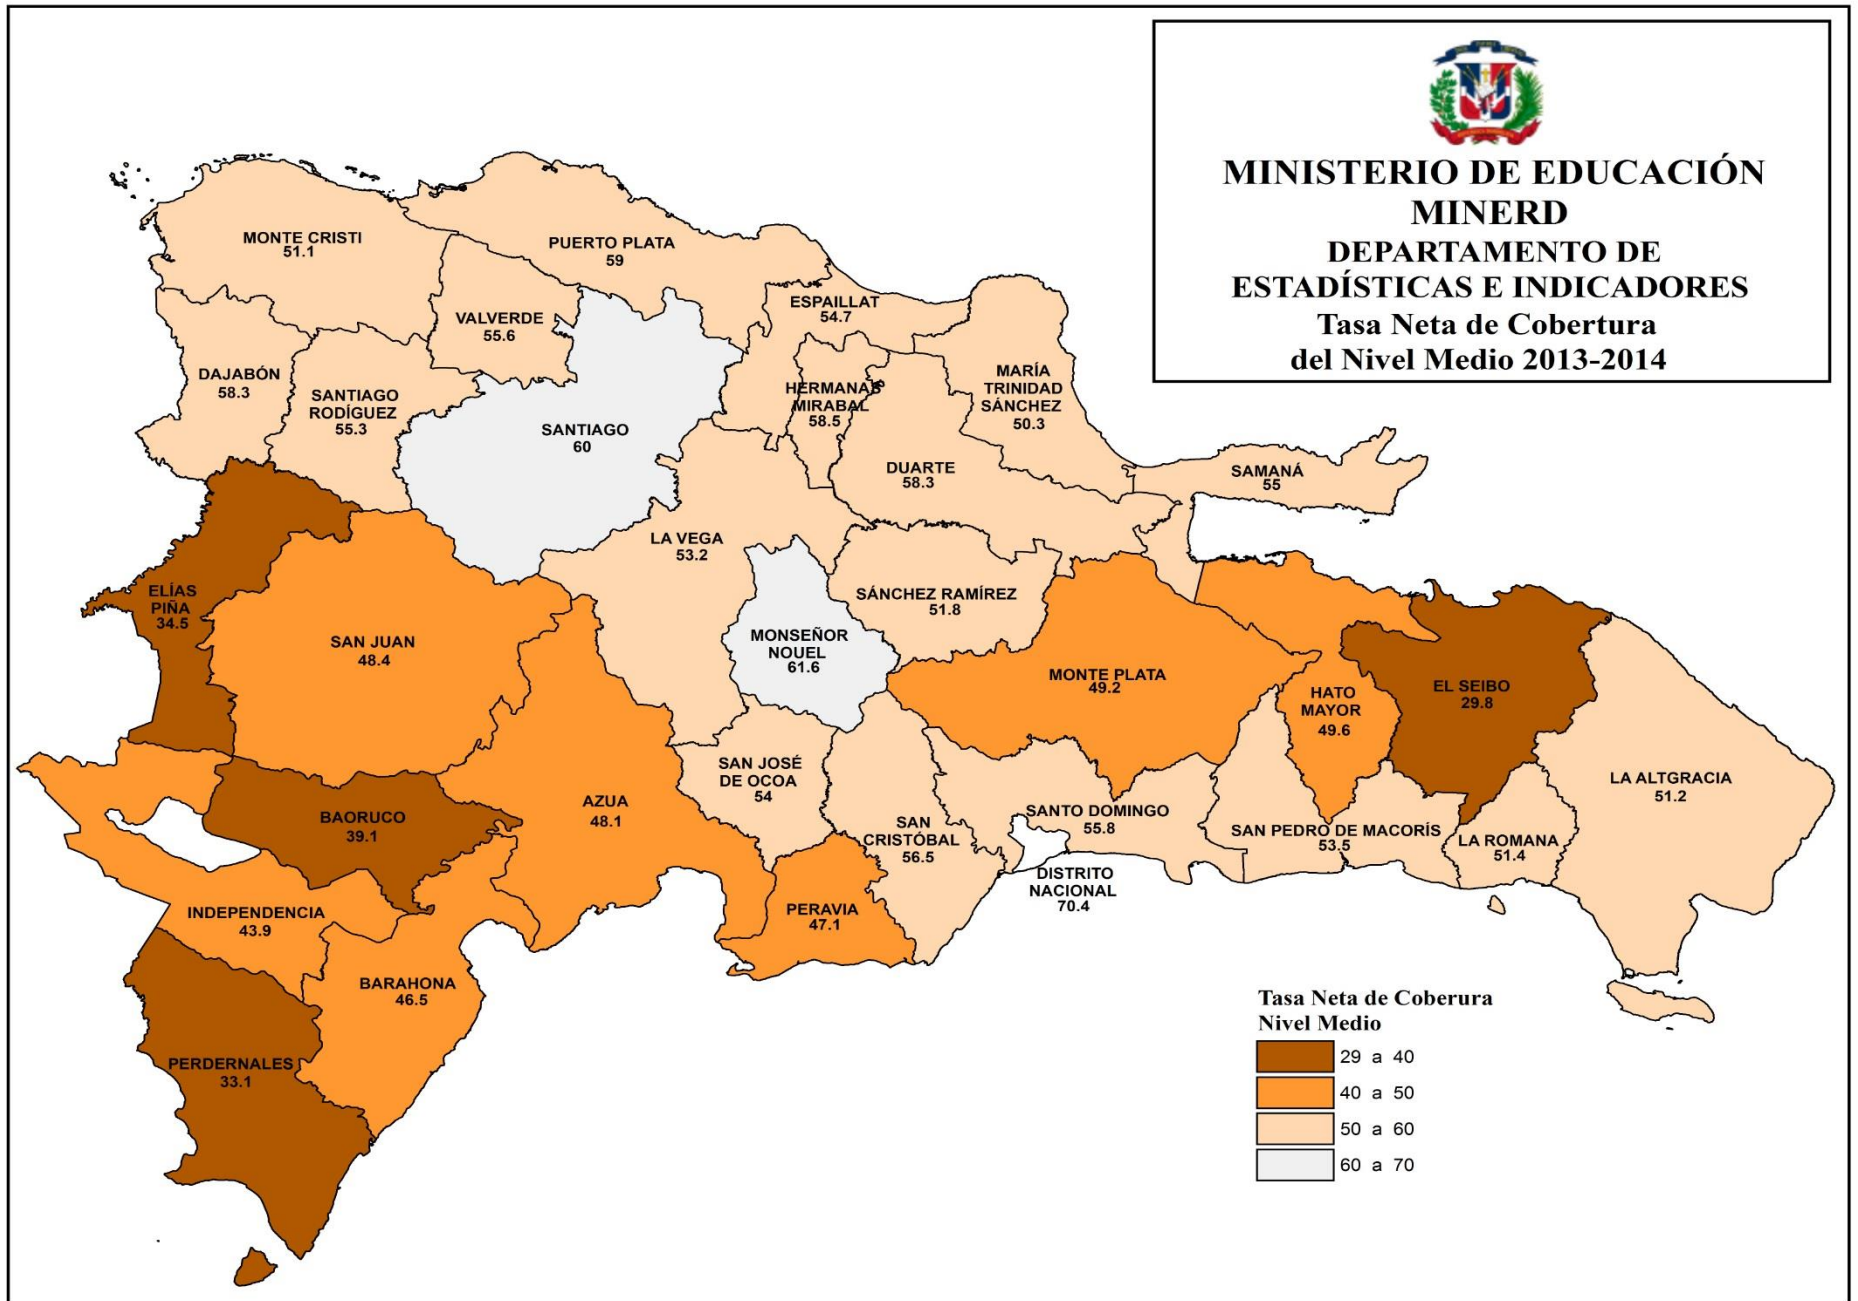 MINISTERIO DE EDUCACIÓN
MINERD
DEPARTAMENTO DE
ESTADÍSTICAS E INDICADORES
Tasa Neta de Cobertura
del Nivel Medio 2013-2014
MONTE CRISTI
51.1
PUERTO PLATA
59
ESPAILLAT
54.7
VALVERDE
55.6
DAJABÓN
58.3
SANTIAGO
RODÍGUEZ
55.3
SANTIAGO
60
HERMANAS
MIRABAL
58.5
MARÍA
TRINIDAD
SÁNCHEZ
50.3
DUARTE
58.3
SAMANÁ
55
LA VEGA
53.2
SÁNCHEZ RAMÍREZ
51.8
ELÍAS
PIÑA
34.5
SAN JUAN
48.4
MONSEÑOR
NOUEL
61.6
MONTE PLATA
49.2
HATO
MAYOR
49.6
EL SEIBO
29.8
LA ALTGRACIA
51.2
SAN JOSÉ
DE OCOA
54
AZUA
48.1
BAORUCO
39.1
SAN
CRISTÓBAL
56.5
SANTO DOMINGO
55.8
SAN PEDRO DE MACORÍS
53.5
LA ROMANA
51.4
DISTRITO
NACIONAL
70.4
INDEPENDENCIA
43.9
PERAVIA
47.1
BARAHONA
46.5
PERDERNALES
33.1
Tasa Neta de Coberura
Nivel Medio
29 a 40
40 a 50
50 a 60
60 a 70